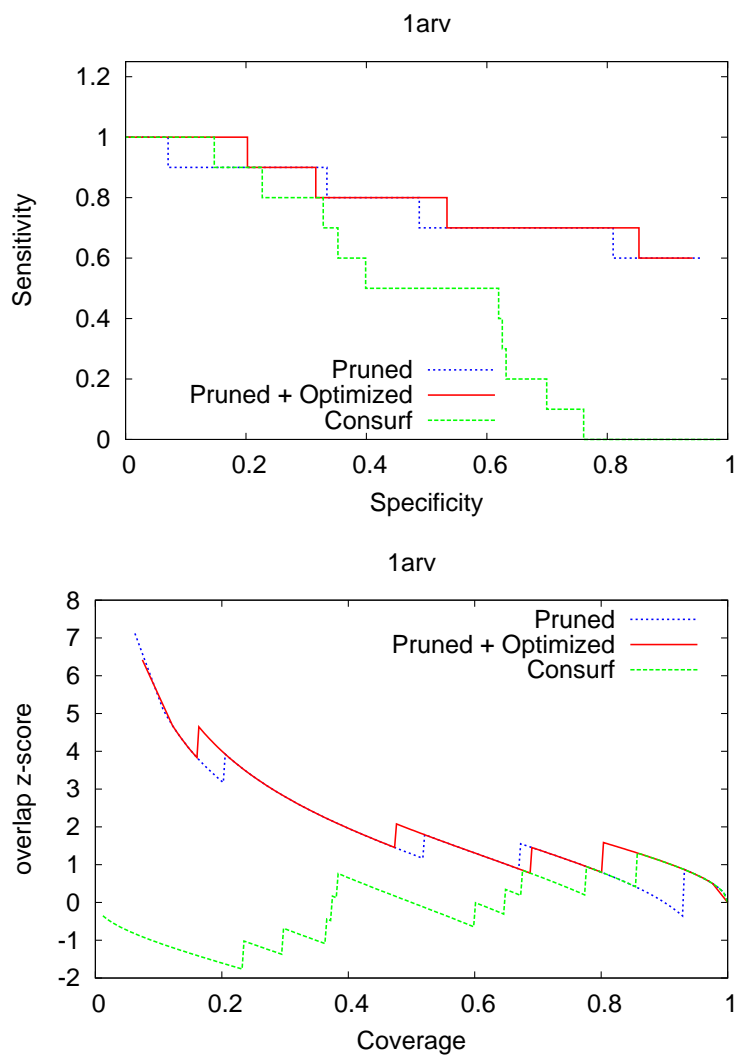 1arv
1.2
1
0.8
0.6
0.4
0.2
0
Sensitivity
Pruned
Pruned + Optimized
Consurf
0 0.2 0.4 0.6 0.8 1
Specificity
1arv
8
7
6
5
4
3
2
1
0
-1
-2
overlap z-score
Pruned
Pruned + Optimized
Consurf
0 0.2 0.4 0.6 0.8 1
Coverage